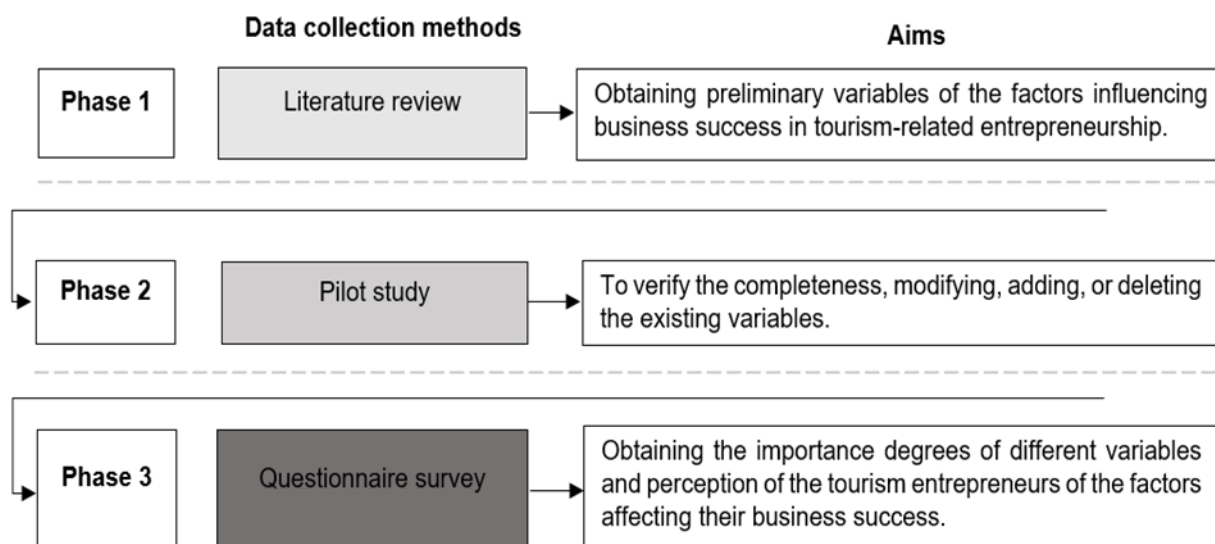 Data collection methods
Aims
Phase 1
Literature review
Obtaining preliminary variables of the factors influencing
business success in tourism-related entrepreneurship.
Phase 2
Pilot study
To verify the completeness, modifying, adding, or deleting
the existing variables.
Phase 3
Questionnaire survey
Obtaining the importance degrees of different variables
and perception of the tourism entrepreneurs of the factors
affecting their business success.